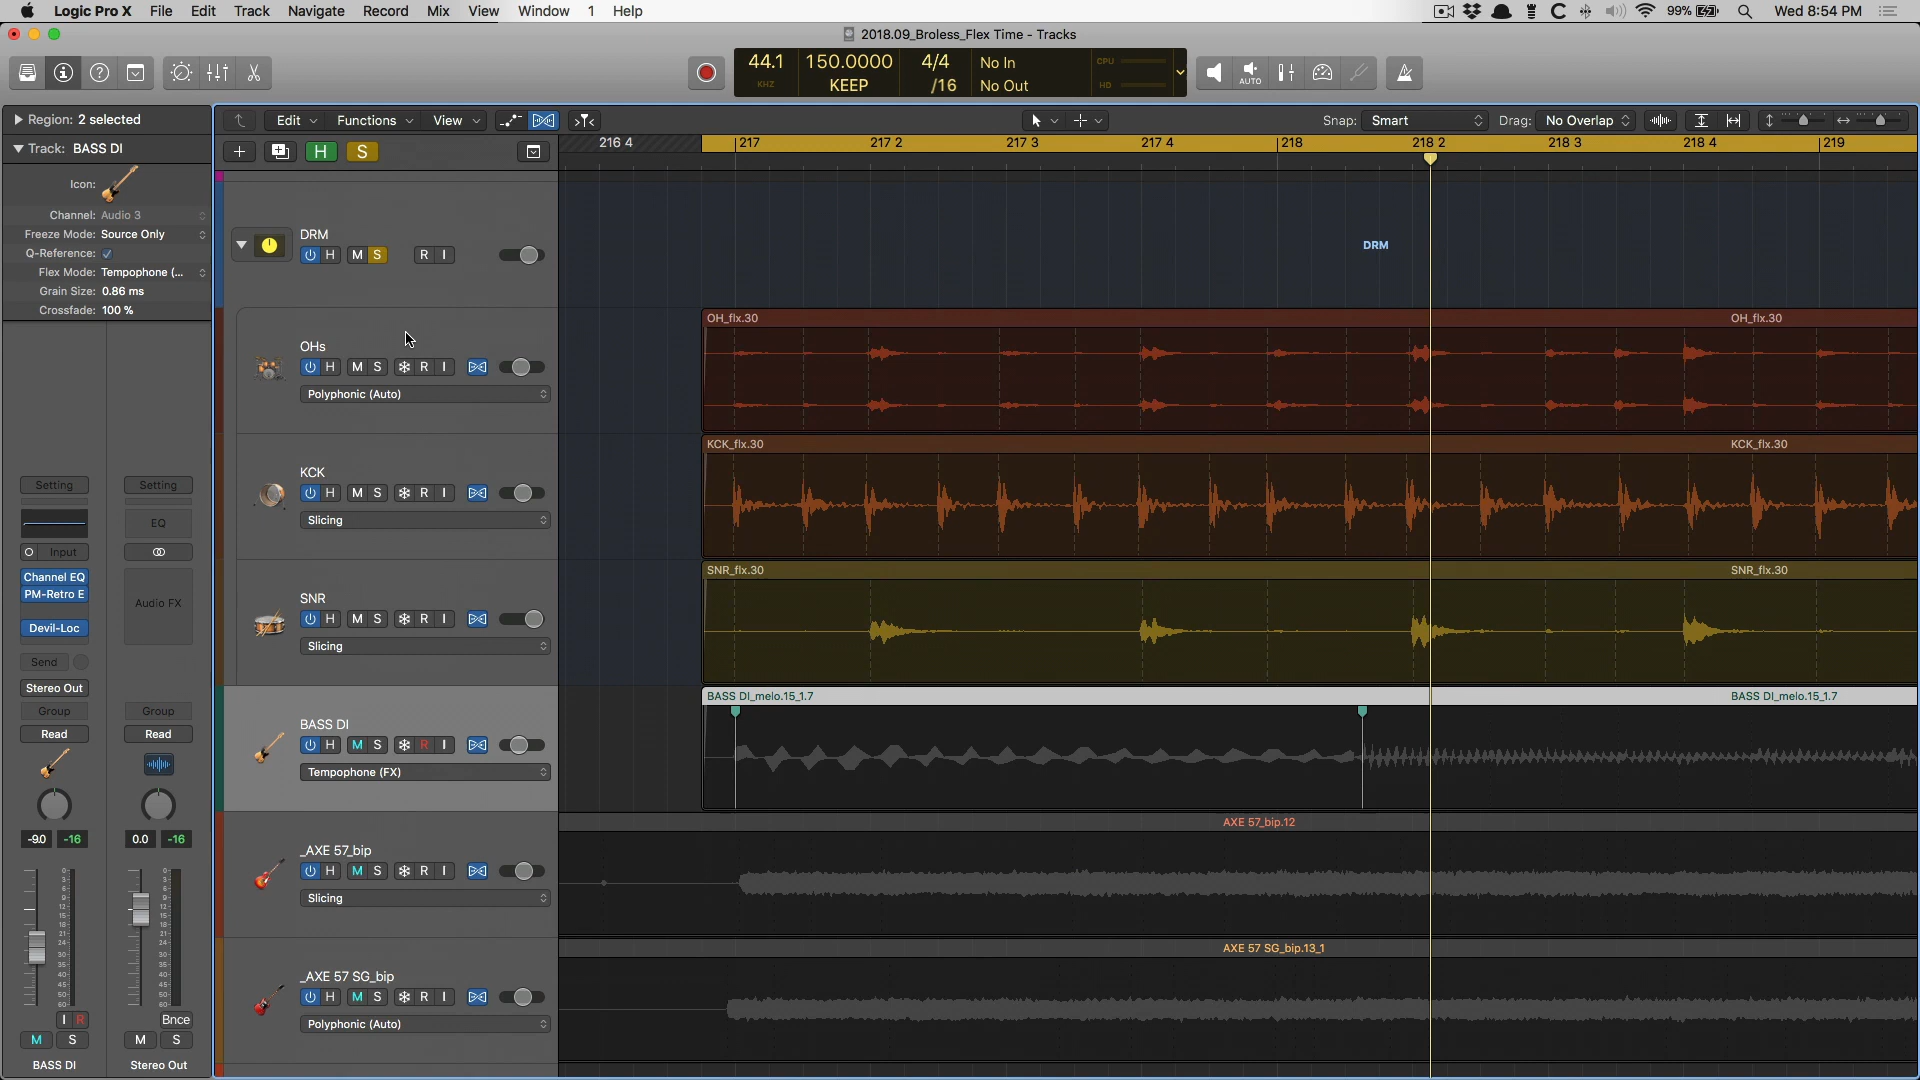 Logic Pro X File Edit Track Navigate Record Mix View Window 1 Help 99% Wed 8:54 PM
2018.09_Broless_Flex Time - Tracks
44.1 150.0000 4/4 No In CPU
KHZ KEEP /16 No Out HD
AUTO
Region: 2 selected
Edit Functions View Snap: Smart Drag: No Overlap
Track: BASS DI
H S
216 4 217 217 2 217 3 217 4 218 218 2 218 3 218 4 219
Icon:
Channel: Audio 3
Freeze Mode: Source Only
Q-Reference:
Flex Mode: Tempophone (...
Grain Size: 0.86 ms
Crossfade: 100 %
DRM
H M S R I
DRM
OHs
H M S R I
Polyphonic (Auto)
OH_flx.30 OH_flx.30
KCK
H M S R I
Slicing
KCK_flx.30 KCK_flx.30
SNR
H M S R I
Slicing
SNR_flx.30 SNR_flx.30
BASS DI
H M S R I
Tempophone (FX)
BASS DI_melo.15_1.7 BASS DI_melo.15_1.7
_AXE 57_bip
H M S R I
Slicing
AXE 57_bip.12
_AXE 57 SG_bip
H M S R I
Polyphonic (Auto)
AXE 57 SG_bip.13_1
Setting Setting
EQ
Input
Channel EQ
PM-Retro E
Audio FX
Devil-Loc
Send
Stereo Out
Group Group
Read Read
-9.0 -16 0.0 -16
I R Bnce
M S M S
BASS DI Stereo Out